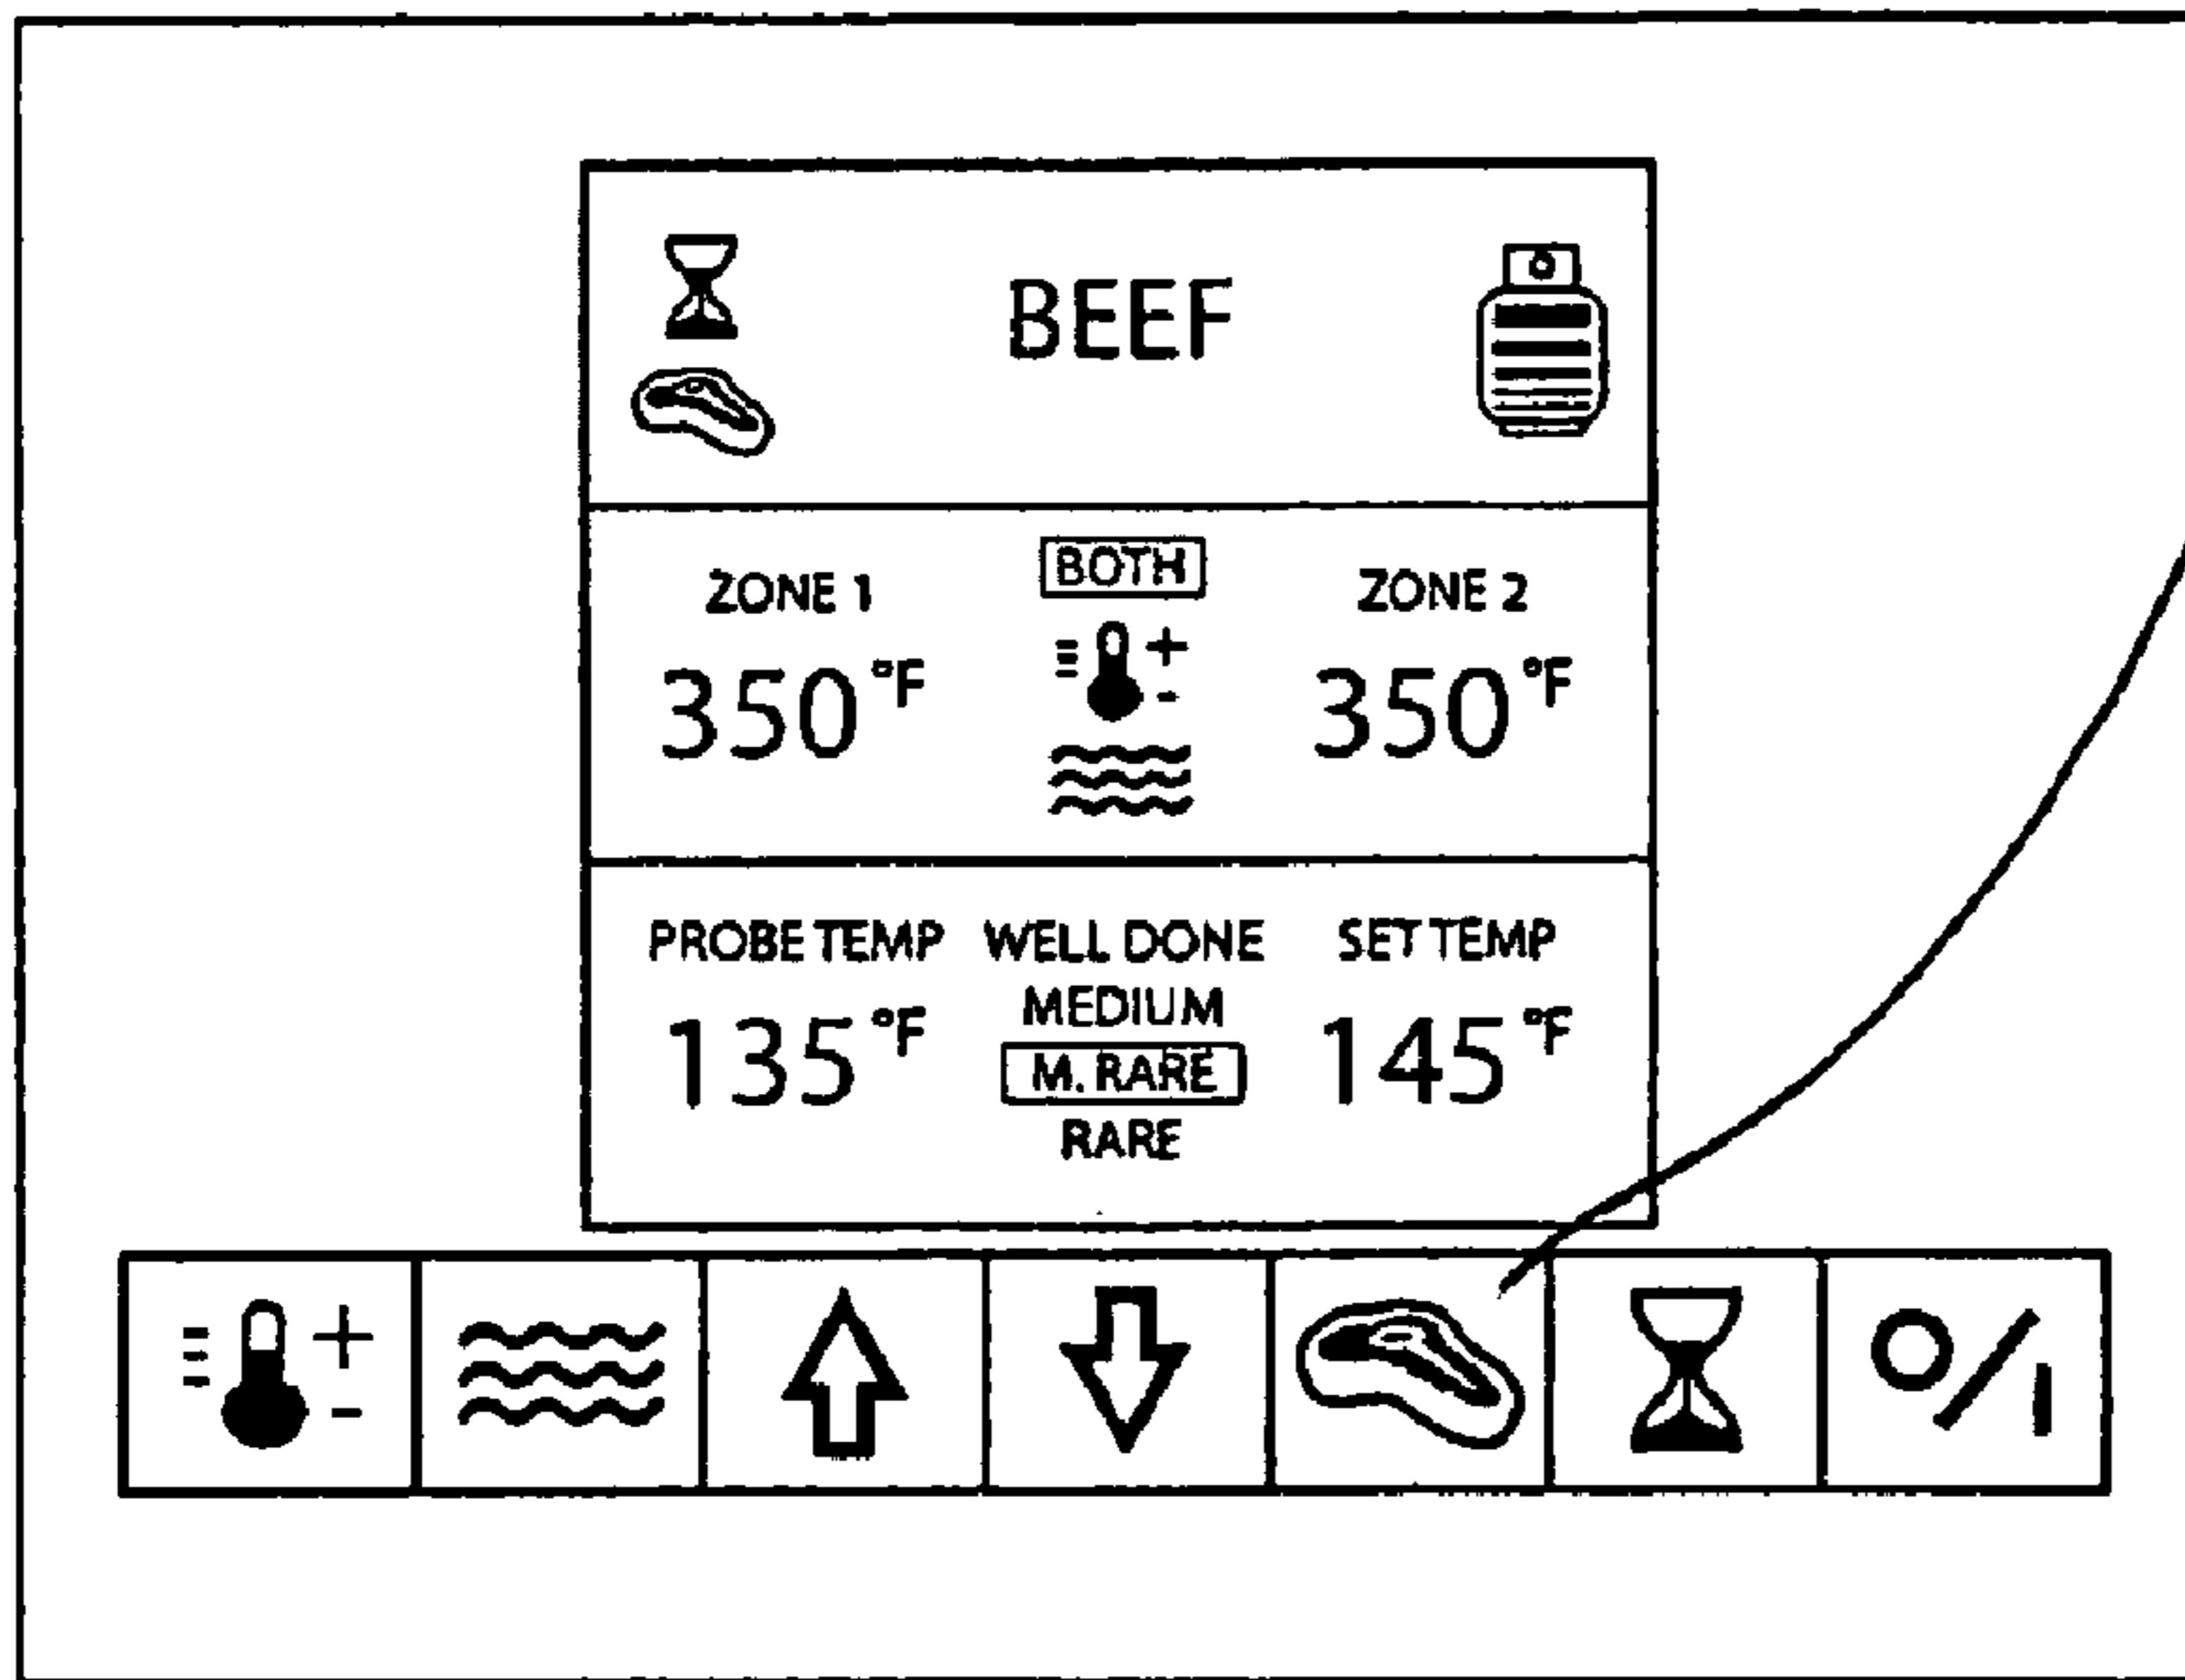 BEEF
BOTH
ZONE 1 ZONE 2
350°F 350°F
PROBE TEMP WELL DONE SET TEMP
MEDIUM
135°F 145°F
M. RARE
RARE